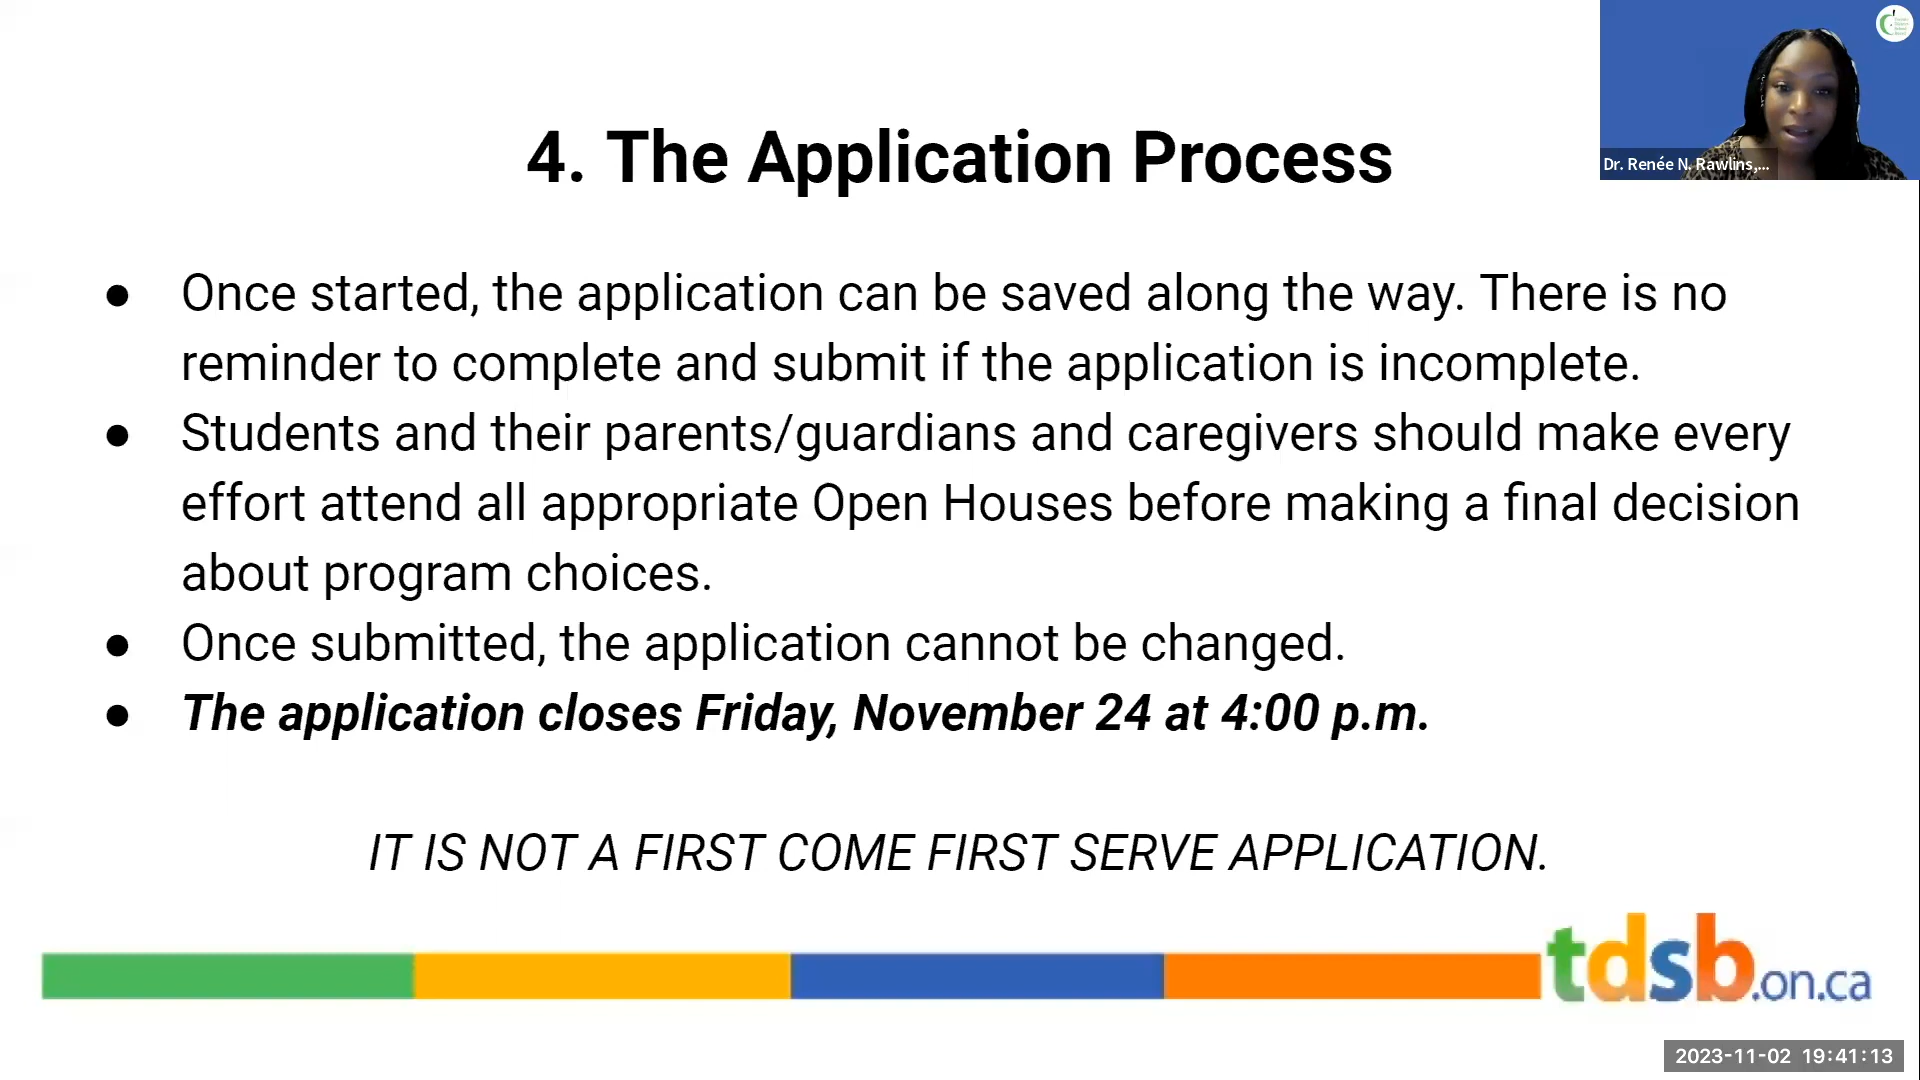 Dr. Renée N. Rawlins,...
4. The Application Process
● Once started, the application can be saved along the way. There is no
reminder to complete and submit if the application is incomplete.
● Students and their parents/guardians and caregivers should make every
effort attend all appropriate Open Houses before making a final decision
about program choices.
● Once submitted, the application cannot be changed.
● The application closes Friday, November 24 at 4:00 p.m.
IT IS NOT A FIRST COME FIRST SERVE APPLICATION.
tdsb.on.ca
2023-11-02 19:41:13